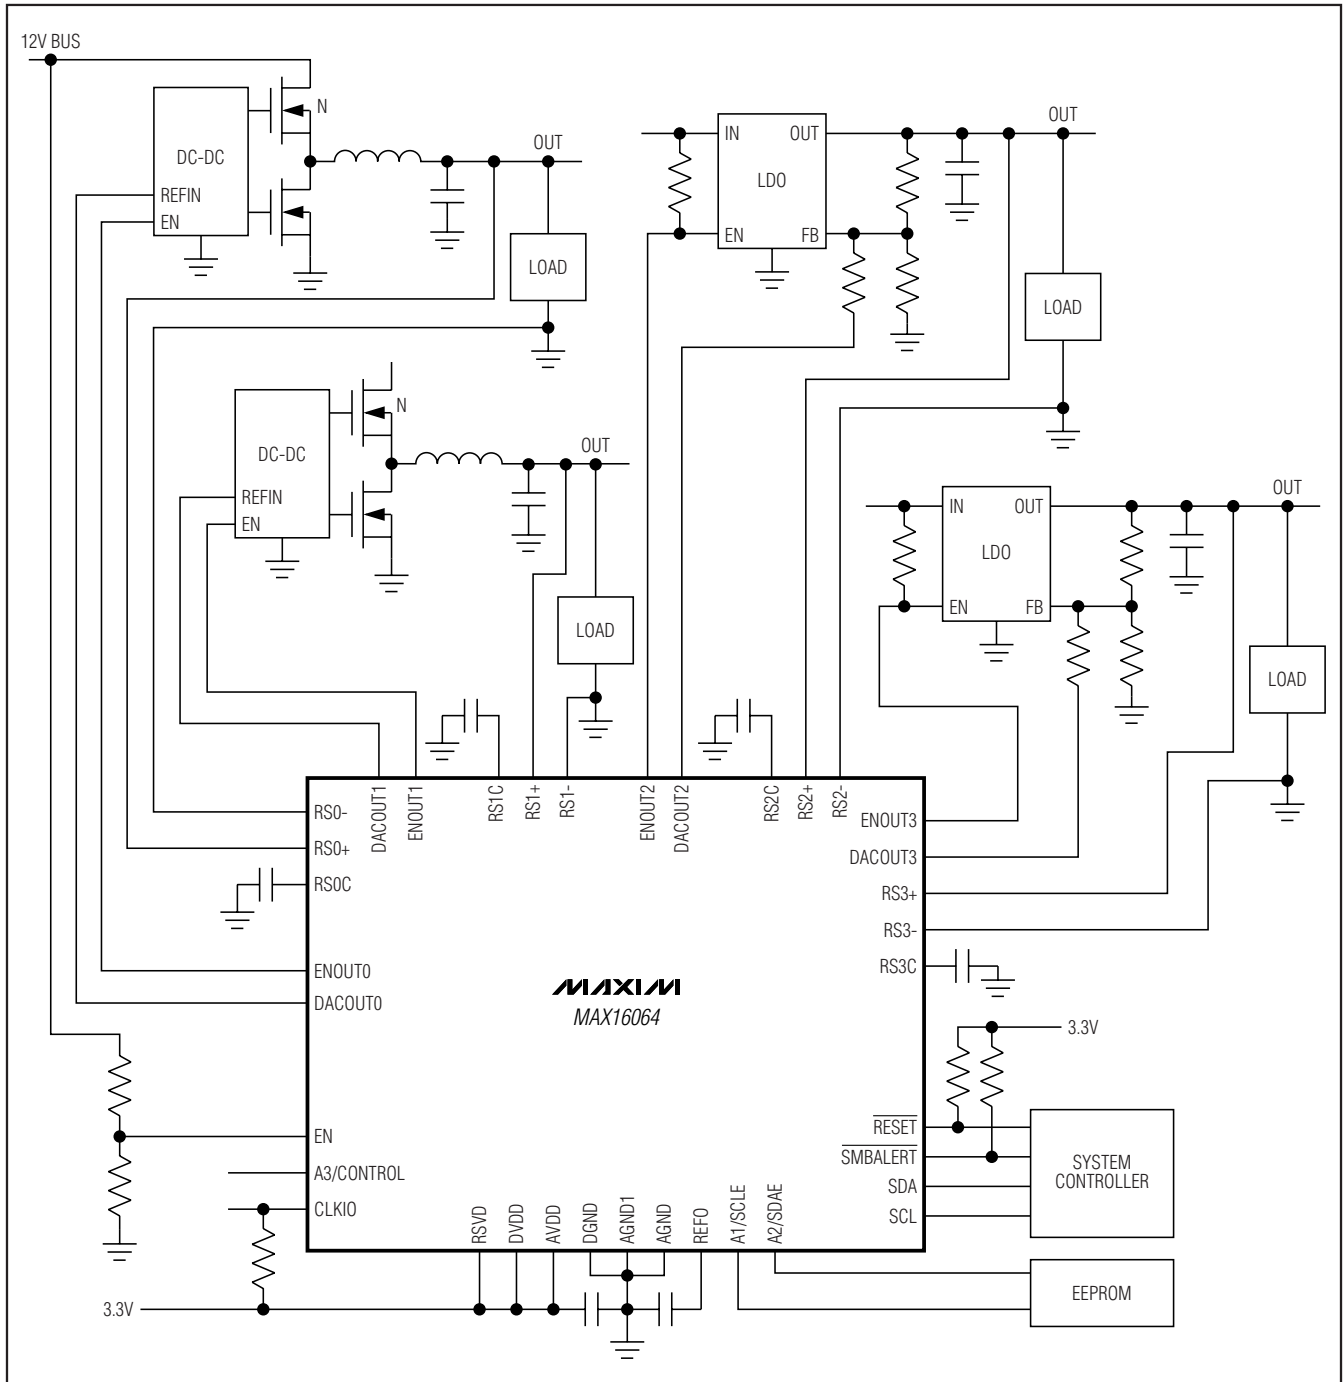 12V BUS
DC-DC
REFIN
EN
N
OUT
LOAD
IN
OUT
LDO
EN
FB
OUT
LOAD
DC-DC
REFIN
EN
N
OUT
LOAD
IN
OUT
LDO
EN
FB
OUT
LOAD
DACOUT1
ENOUT1
RS1C
RS1+
RS1-
ENOUT2
DACOUT2
RS2C
RS2+
RS2-
RS0-
RS0+
RS0C
ENOUT0
DACOUT0
EN
A3/CONTROL
CLKIO
ENOUT3
DACOUT3
RS3+
RS3-
RS3C
MAXIM
MAX16064
3.3V
RESET
SMBALERT
SDA
SCL
SYSTEM
CONTROLLER
RSVD
DVDD
AVDD
DGND
AGND1
AGND
REFO
A1/SCLE
A2/SDAE
EEPROM
3.3V